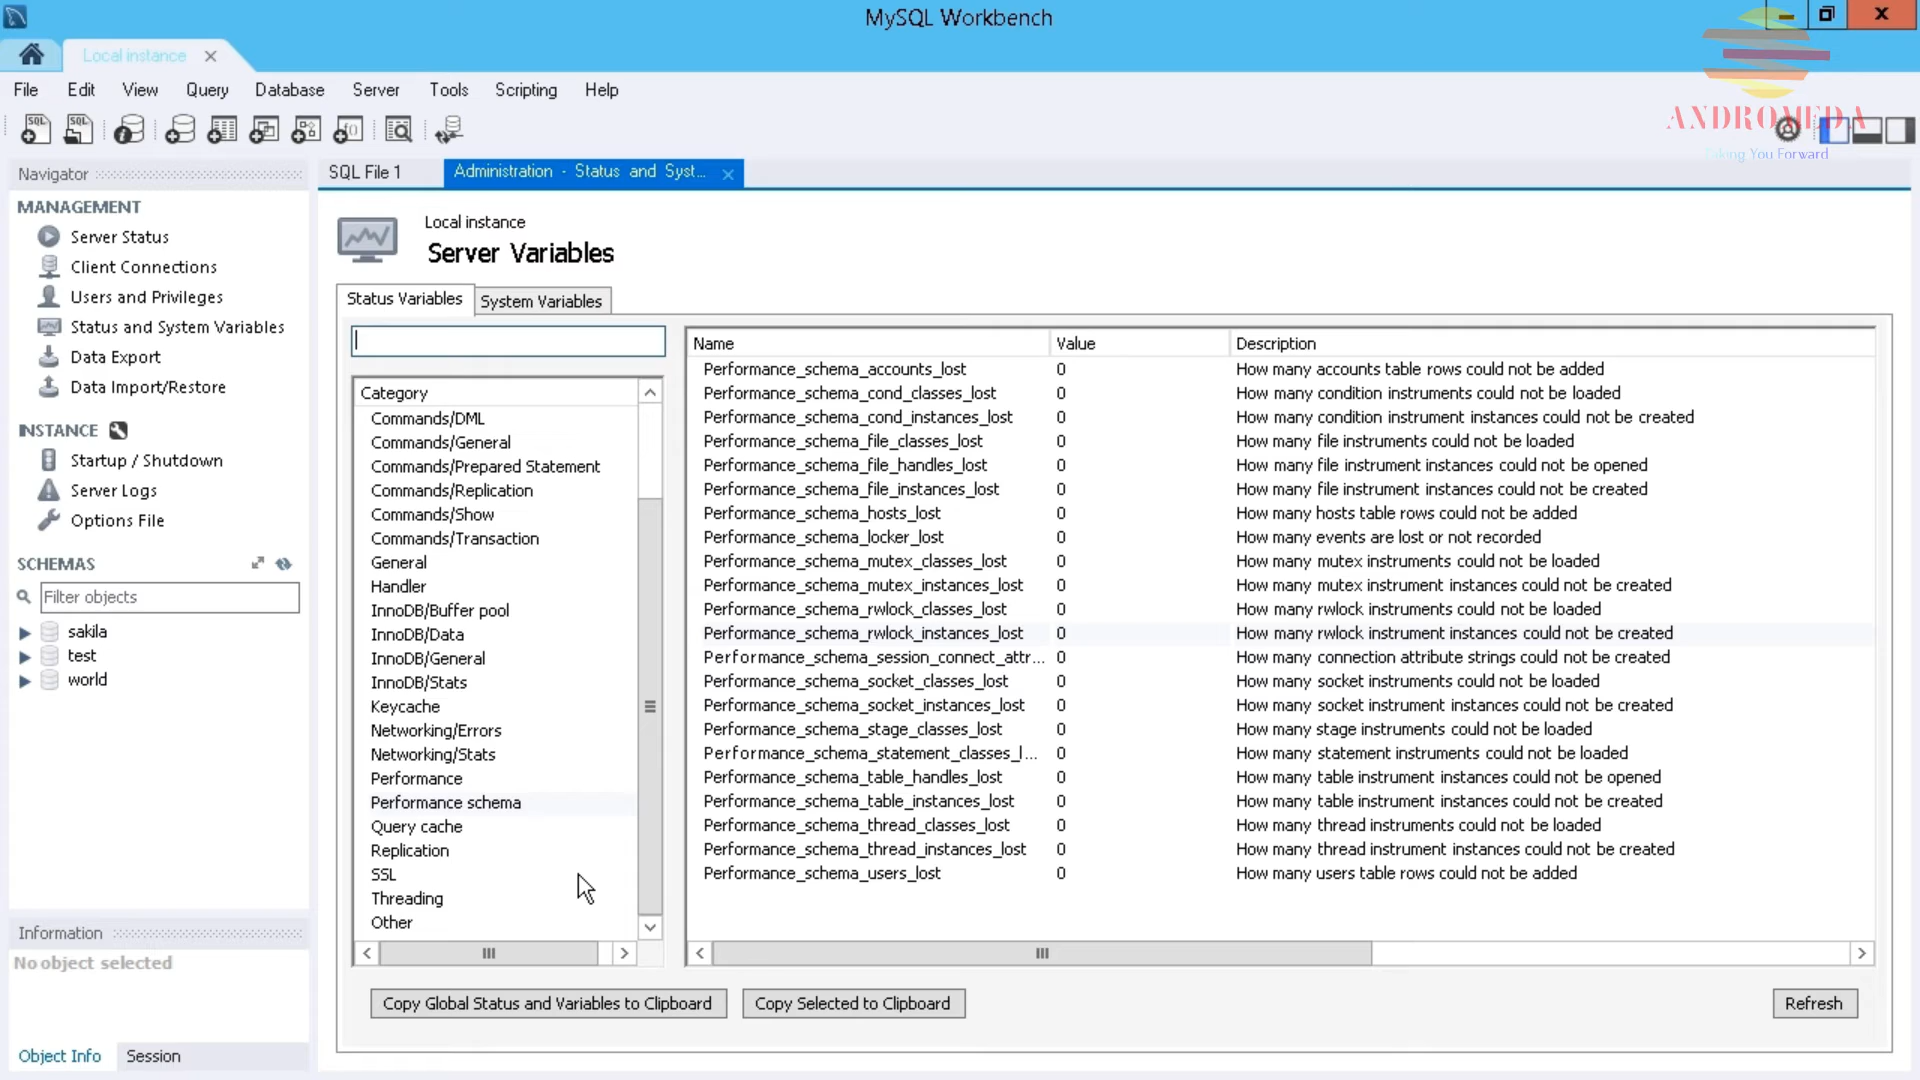 MySQL Workbench
Local instance
File Edit View Query Database Server Tools Scripting Help
ANDROMEDA
Taking You Forward
Navigator
SQL File 1
Administration - Status and Syst...
MANAGEMENT
Server Status
Client Connections
Users and Privileges
Status and System Variables
Data Export
Data Import/Restore
INSTANCE
Startup / Shutdown
Server Logs
Options File
SCHEMAS
Filter objects
sakila
test
world
Information
No object selected
Object Info Session
Local instance
Server Variables
Status Variables System Variables
Category
Commands/DML
Commands/General
Commands/Prepared Statement
Commands/Replication
Commands/Show
Commands/Transaction
General
Handler
InnoDB/Buffer pool
InnoDB/Data
InnoDB/General
InnoDB/Stats
Keycache
Networking/Errors
Networking/Stats
Performance
Performance schema
Query cache
Replication
SSL
Threading
Other
Name Value Description
Performance_schema_accounts_lost 0 How many accounts table rows could not be added
Performance_schema_cond_classes_lost 0 How many condition instruments could not be loaded
Performance_schema_cond_instances_lost 0 How many condition instrument instances could not be created
Performance_schema_file_classes_lost 0 How many file instruments could not be loaded
Performance_schema_file_handles_lost 0 How many file instrument instances could not be opened
Performance_schema_file_instances_lost 0 How many file instrument instances could not be created
Performance_schema_hosts_lost 0 How many hosts table rows could not be added
Performance_schema_locker_lost 0 How many events are lost or not recorded
Performance_schema_mutex_classes_lost 0 How many mutex instruments could not be loaded
Performance_schema_mutex_instances_lost 0 How many mutex instrument instances could not be created
Performance_schema_rwlock_classes_lost 0 How many rwlock instruments could not be loaded
Performance_schema_rwlock_instances_lost 0 How many rwlock instrument instances could not be created
Performance_schema_session_connect_attr... 0 How many connection attribute strings could not be created
Performance_schema_socket_classes_lost 0 How many socket instruments could not be loaded
Performance_schema_socket_instances_lost 0 How many socket instrument instances could not be created
Performance_schema_stage_classes_lost 0 How many stage instruments could not be loaded
Performance_schema_statement_classes_l... 0 How many statement instruments could not be loaded
Performance_schema_table_handles_lost 0 How many table instrument instances could not be opened
Performance_schema_table_instances_lost 0 How many table instrument instances could not be created
Performance_schema_thread_classes_lost 0 How many thread instruments could not be loaded
Performance_schema_thread_instances_lost 0 How many thread instrument instances could not be created
Performance_schema_users_lost 0 How many users table rows could not be added
Copy Global Status and Variables to Clipboard
Copy Selected to Clipboard
Refresh